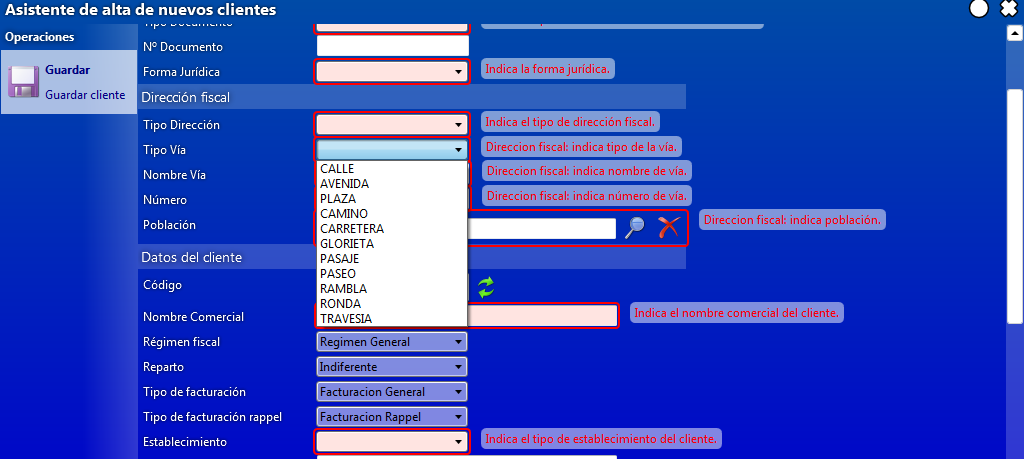 Asistente de alta de nuevos clientes
Operaciones
Guardar
Guardar cliente
Tipo Documento
Nº Documento
Forma Jurídica
Indica la forma jurídica.
Dirección fiscal
Tipo Dirección
Indica el tipo de dirección fiscal.
Tipo Vía
Direccion fiscal: indica tipo de la vía.
CALLE
AVENIDA
PLAZA
CAMINO
CARRETERA
GLORIETA
PASAJE
PASEO
RAMBLA
RONDA
TRAVESIA
Nombre Vía
Direccion fiscal: indica nombre de vía.
Número
Direccion fiscal: indica número de vía.
Población
Direccion fiscal: indica población.
Datos del cliente
Código
Nombre Comercial
Indica el nombre comercial del cliente.
Régimen fiscal
Regimen General
Reparto
Indiferente
Tipo de facturación
Facturacion General
Tipo de facturación rappel
Facturacion Rappel
Establecimiento
Indica el tipo de establecimiento del cliente.